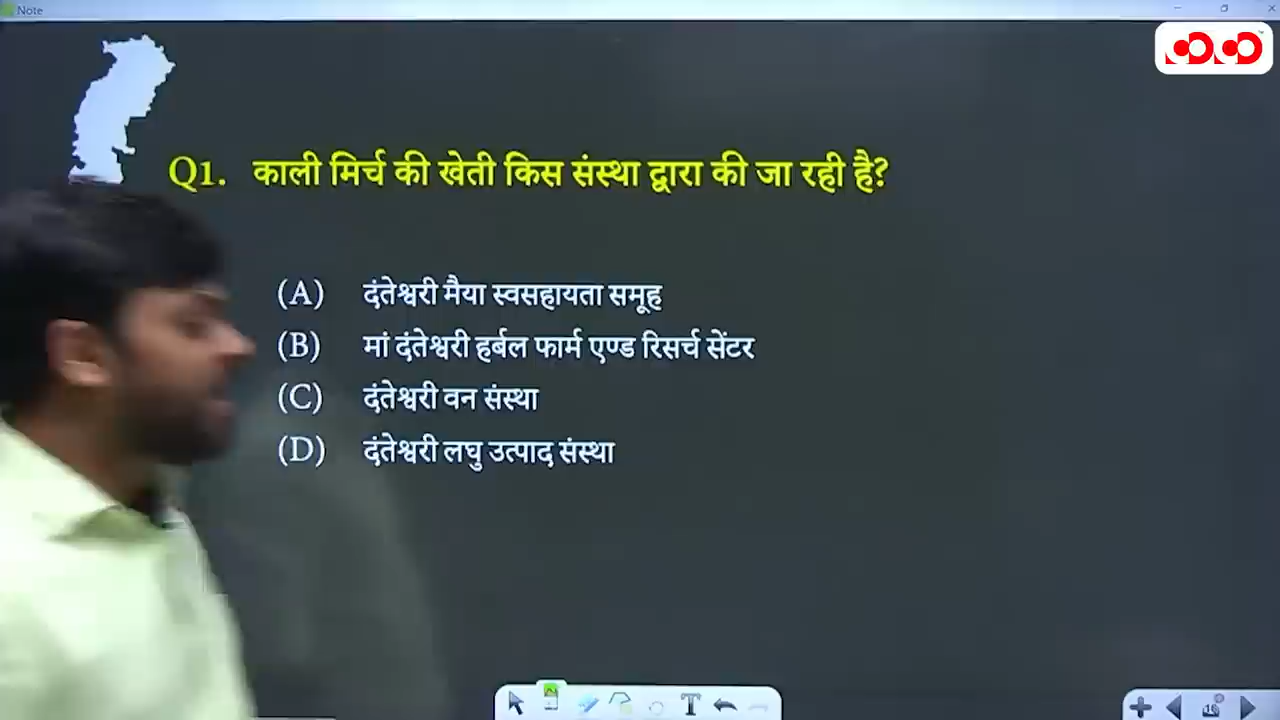 Note
Q1. काली मिर्च की खेती किस संस्था द्वारा की जा रही है?
(A) दंतेश्वरी मैया स्वसहायता समूह
(B) मां दंतेश्वरी हर्बल फार्म एण्ड रिसर्च सेंटर
(C) दंतेश्वरी वन संस्था
(D) दंतेश्वरी लघु उत्पाद संस्था
T